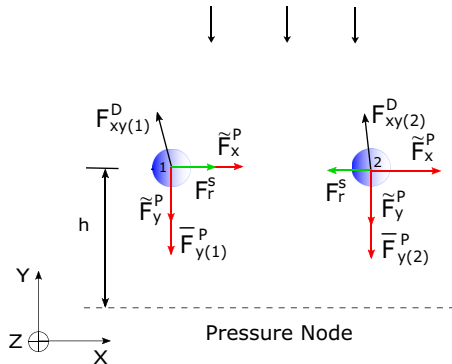 F^D_xy(1)
F̃^P_x
F^s_r
F̃^P_y
F̅^P_y(1)
1
F^D_xy(2)
F̃^P_x
2
F^s_r
F̃^P_y
F̅^P_y(2)
h
Y
Z
X
Pressure Node